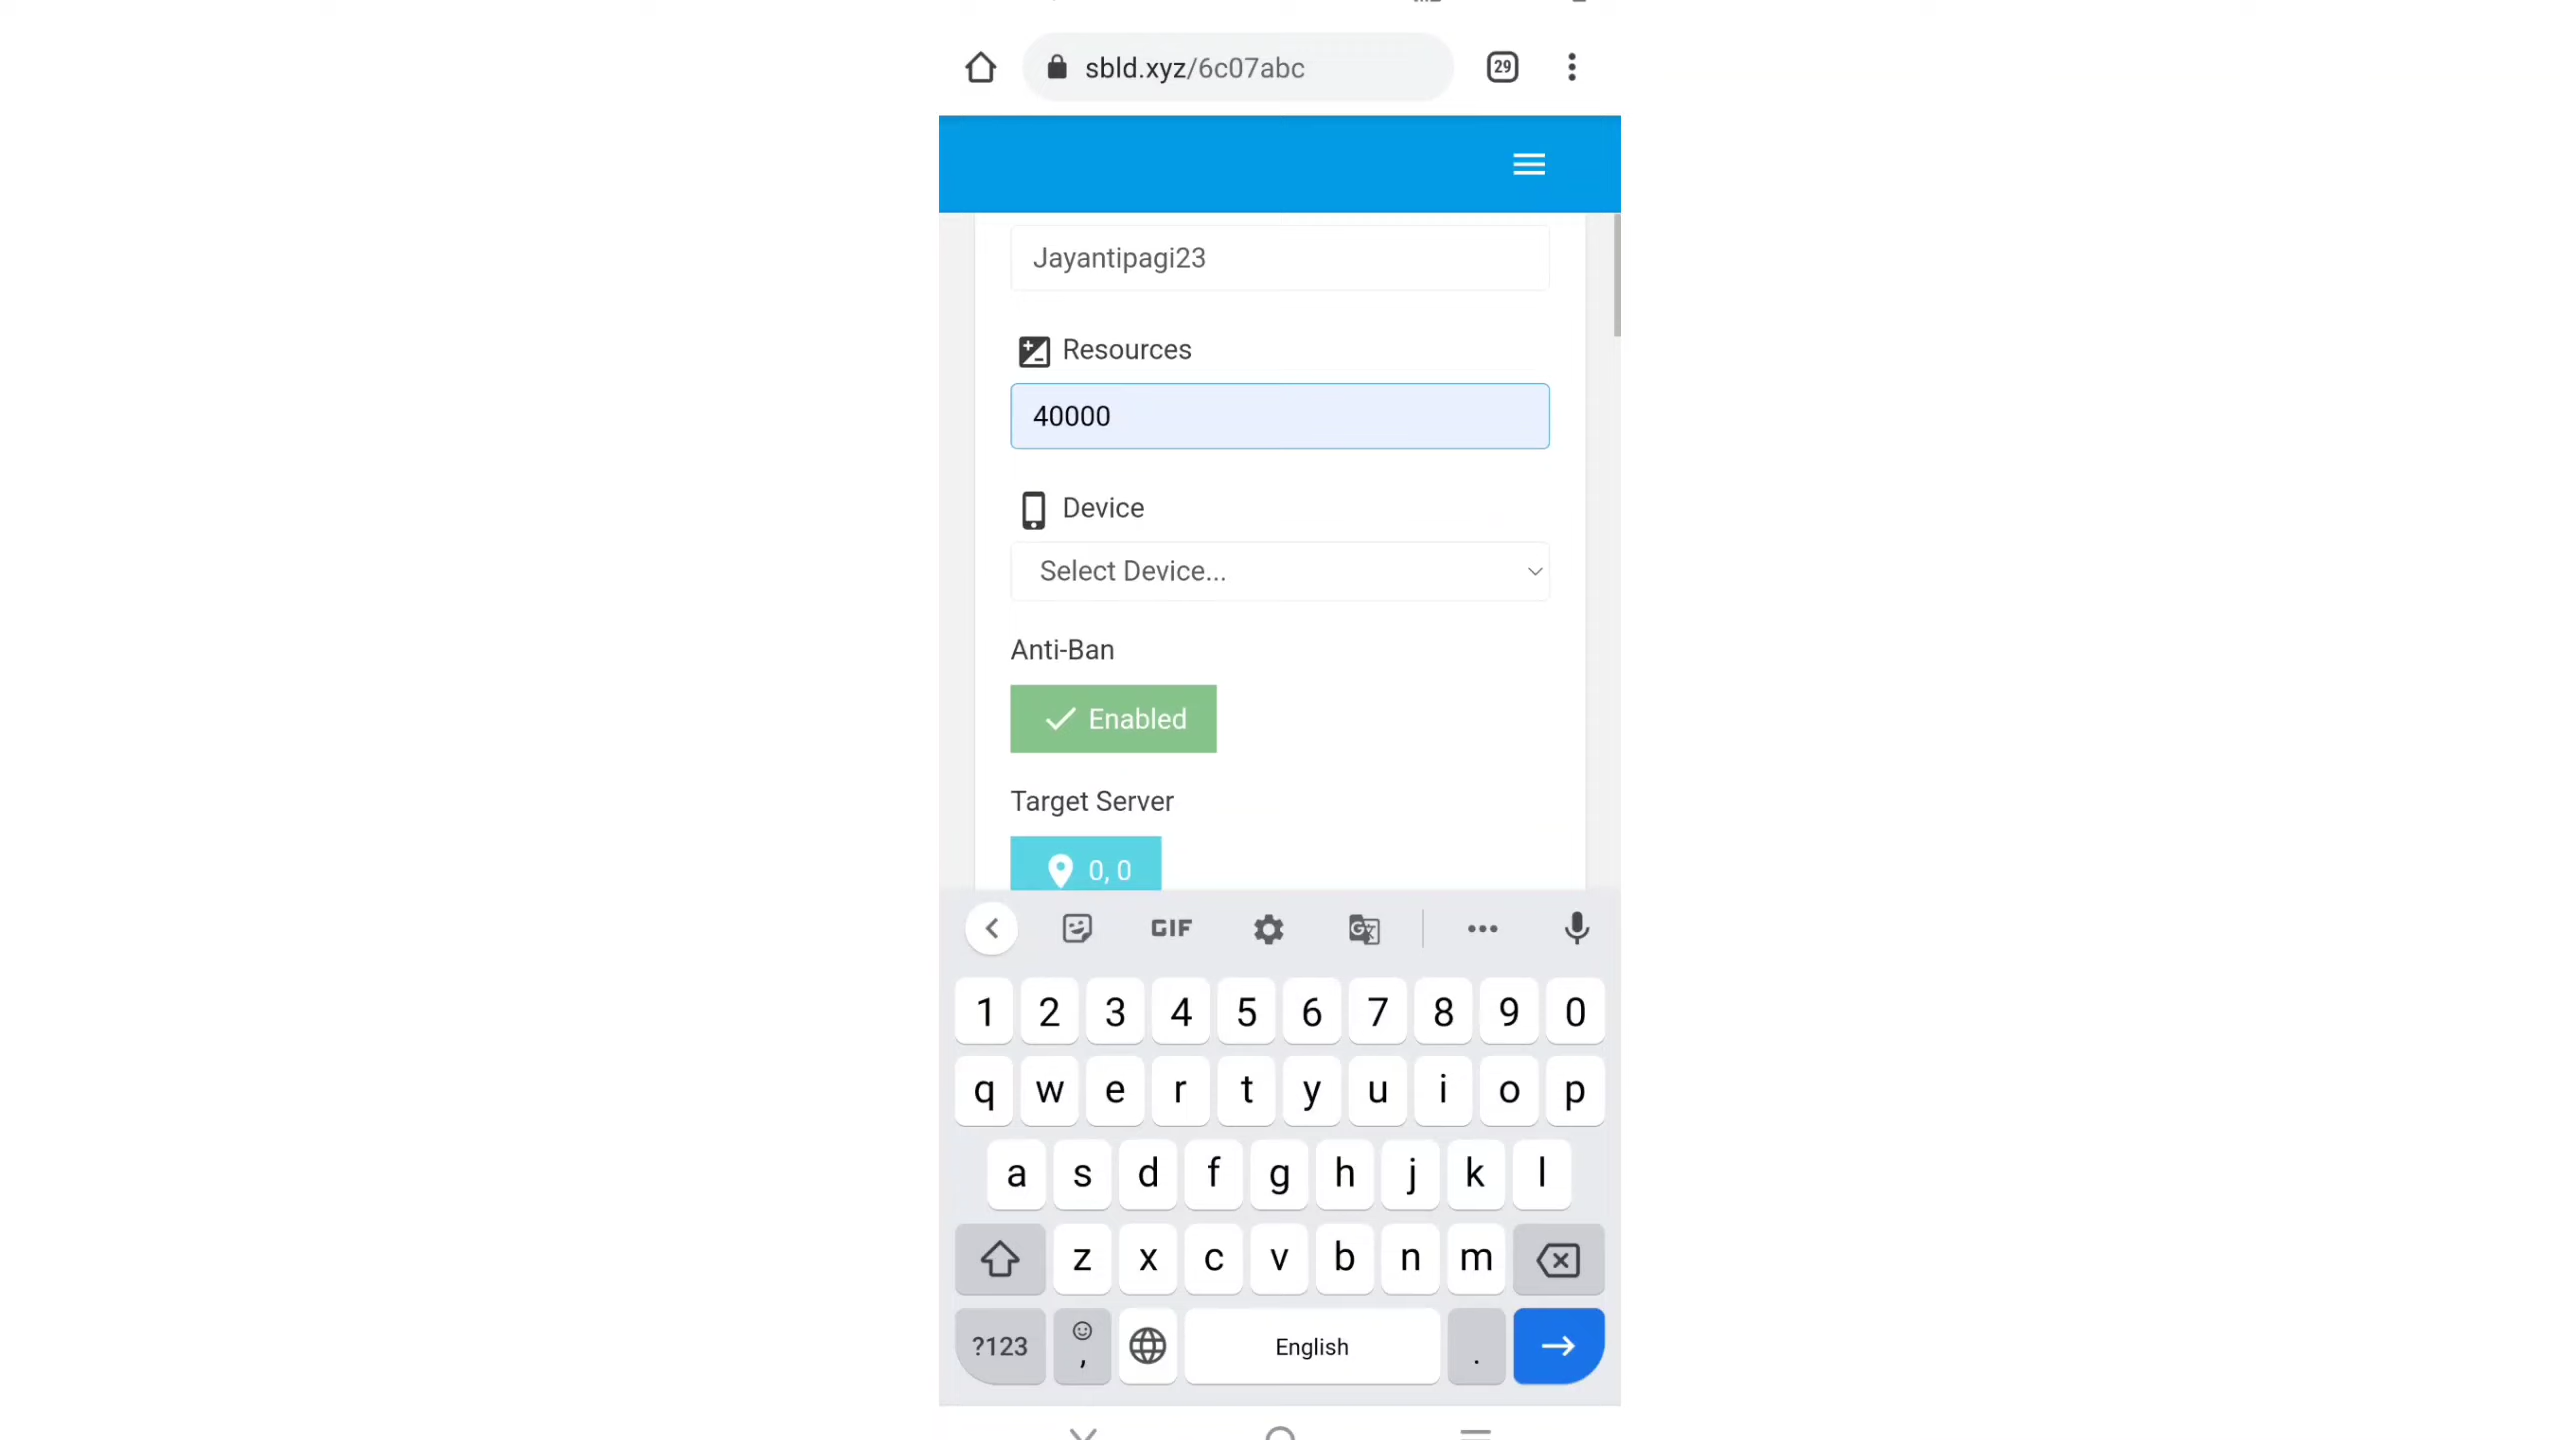 sbld.xyz/6c07abc
29
Jayantipagi23
Resources
40000
Device
Select Device...
Anti-Ban
Enabled
Target Server
0, 0
GIF
1 2 3 4 5 6 7 8 9 0
q w e r t y u i o p
a s d f g h j k l
z x c v b n m
?123 , English .